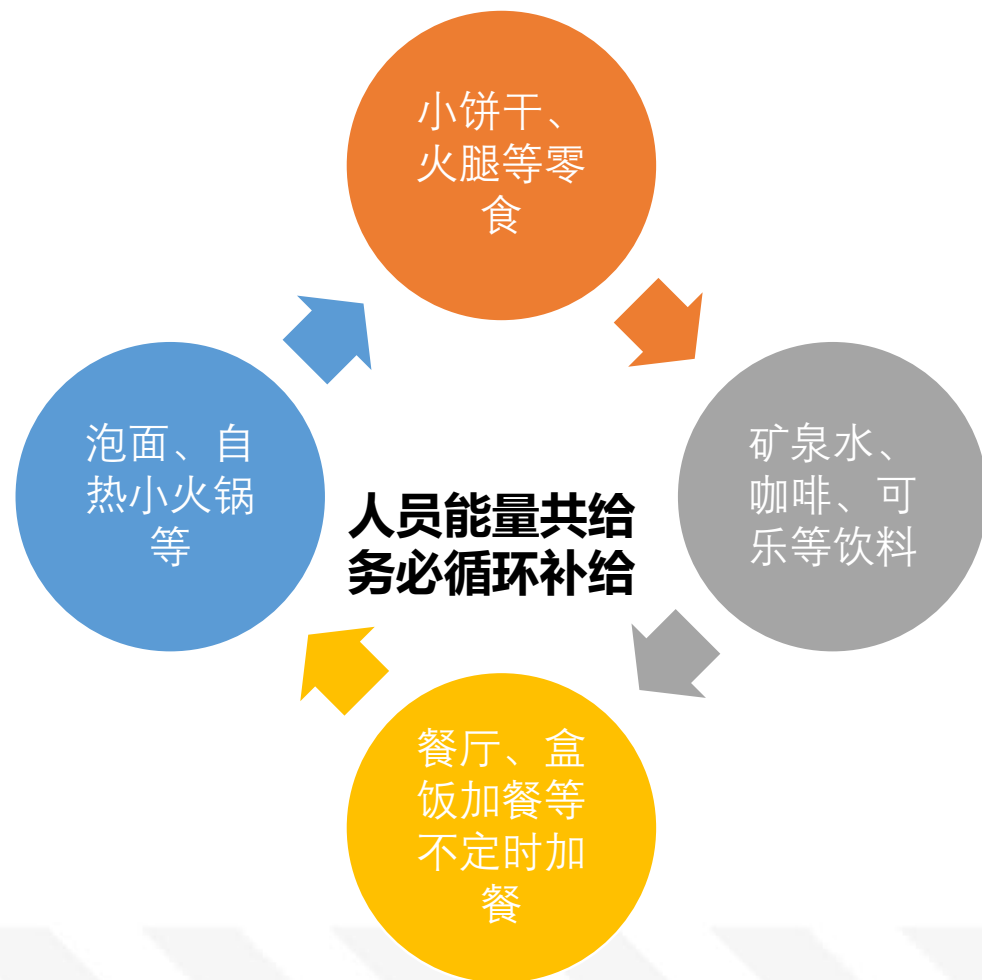 小饼干、
火腿等零
食
泡面、自
热小火锅
等
人员能量共给
务必循环补给
矿泉水、
咖啡、可
乐等饮料
餐厅、盒
饭加餐等
不定时加
餐